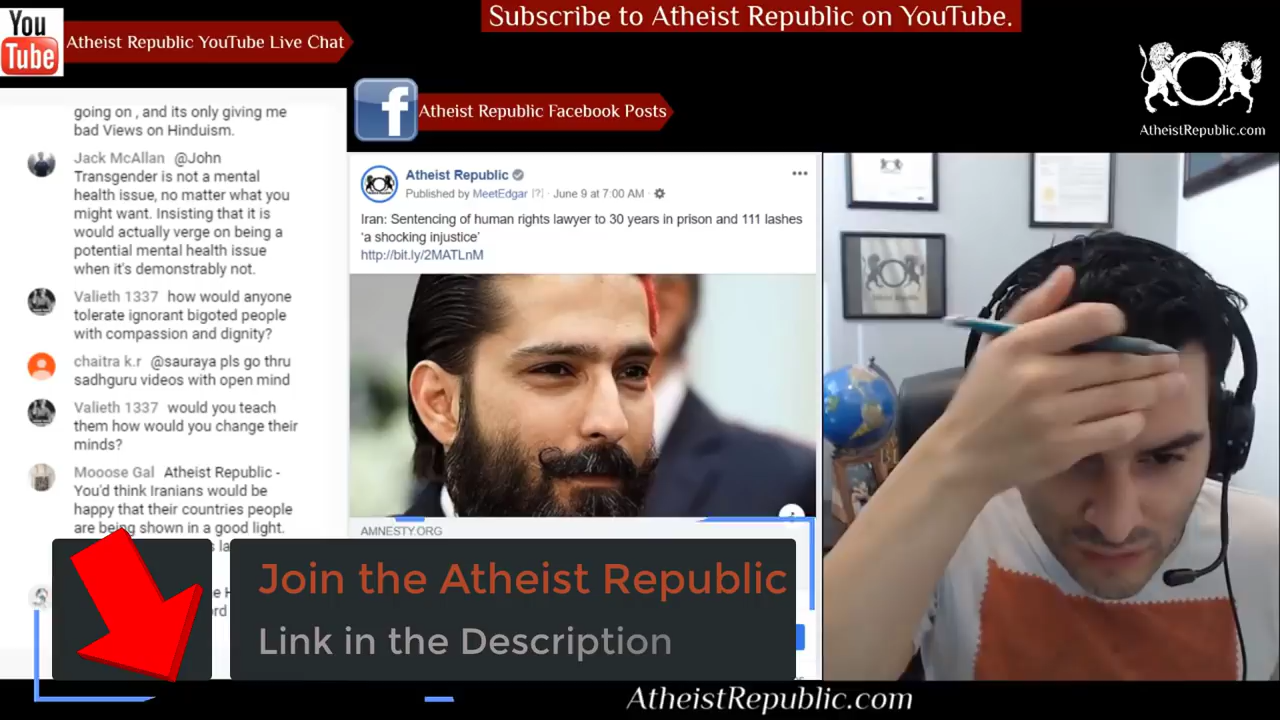 Subscribe to Atheist Republic on YouTube.
You
Tube
Atheist Republic YouTube Live Chat
Atheist Republic Facebook Posts
AtheistRepublic.com
going on , and its only giving me
bad Views on Hinduism.
Jack McAllan @John
Transgender is not a mental
health issue, no matter what you
might want. Insisting that it is
would actually verge on being a
potential mental health issue
when it's demonstrably not.
Valieth 1337 how would anyone
tolerate ignorant bigoted people
with compassion and dignity?
chaitra k.r @sauraya pls go thru
sadhguru videos with open mind
Valieth 1337 would you teach
them how would you change their
minds?
Mooose Gal Atheist Republic -
You'd think Iranians would be
happy that their countries people
are being shown in a good light.
Atheist Republic
Published by MeetEdgar [?] · June 9 at 7:00 AM ·
Iran: Sentencing of human rights lawyer to 30 years in prison and 111 lashes
'a shocking injustice'
http://bit.ly/2MATLnM
AMNESTY.ORG
Join the Atheist Republic
Link in the Description
AtheistRepublic.com